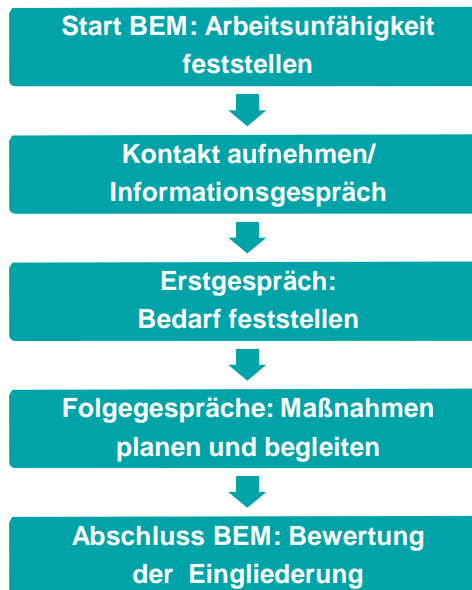 Start BEM: Arbeitsunfähigkeit
feststellen
Kontakt aufnehmen/
Informationsgespräch
Erstgespräch:
Bedarf feststellen
Folgegespräche: Maßnahmen
planen und begleiten
Abschluss BEM: Bewertung
der Eingliederung